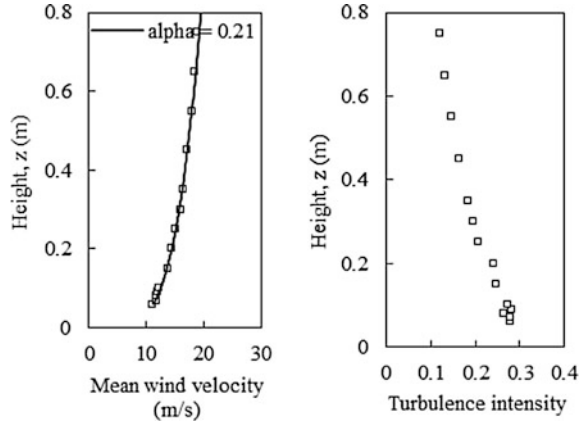 0.8
0.6
0.4
0.2
0
Height, z (m)
alpha = 0.21
0 10 20 30
Mean wind velocity
(m/s)
0.8
0.6
0.4
0.2
0
Height, z (m)
0 0.1 0.2 0.3 0.4
Turbulence intensity